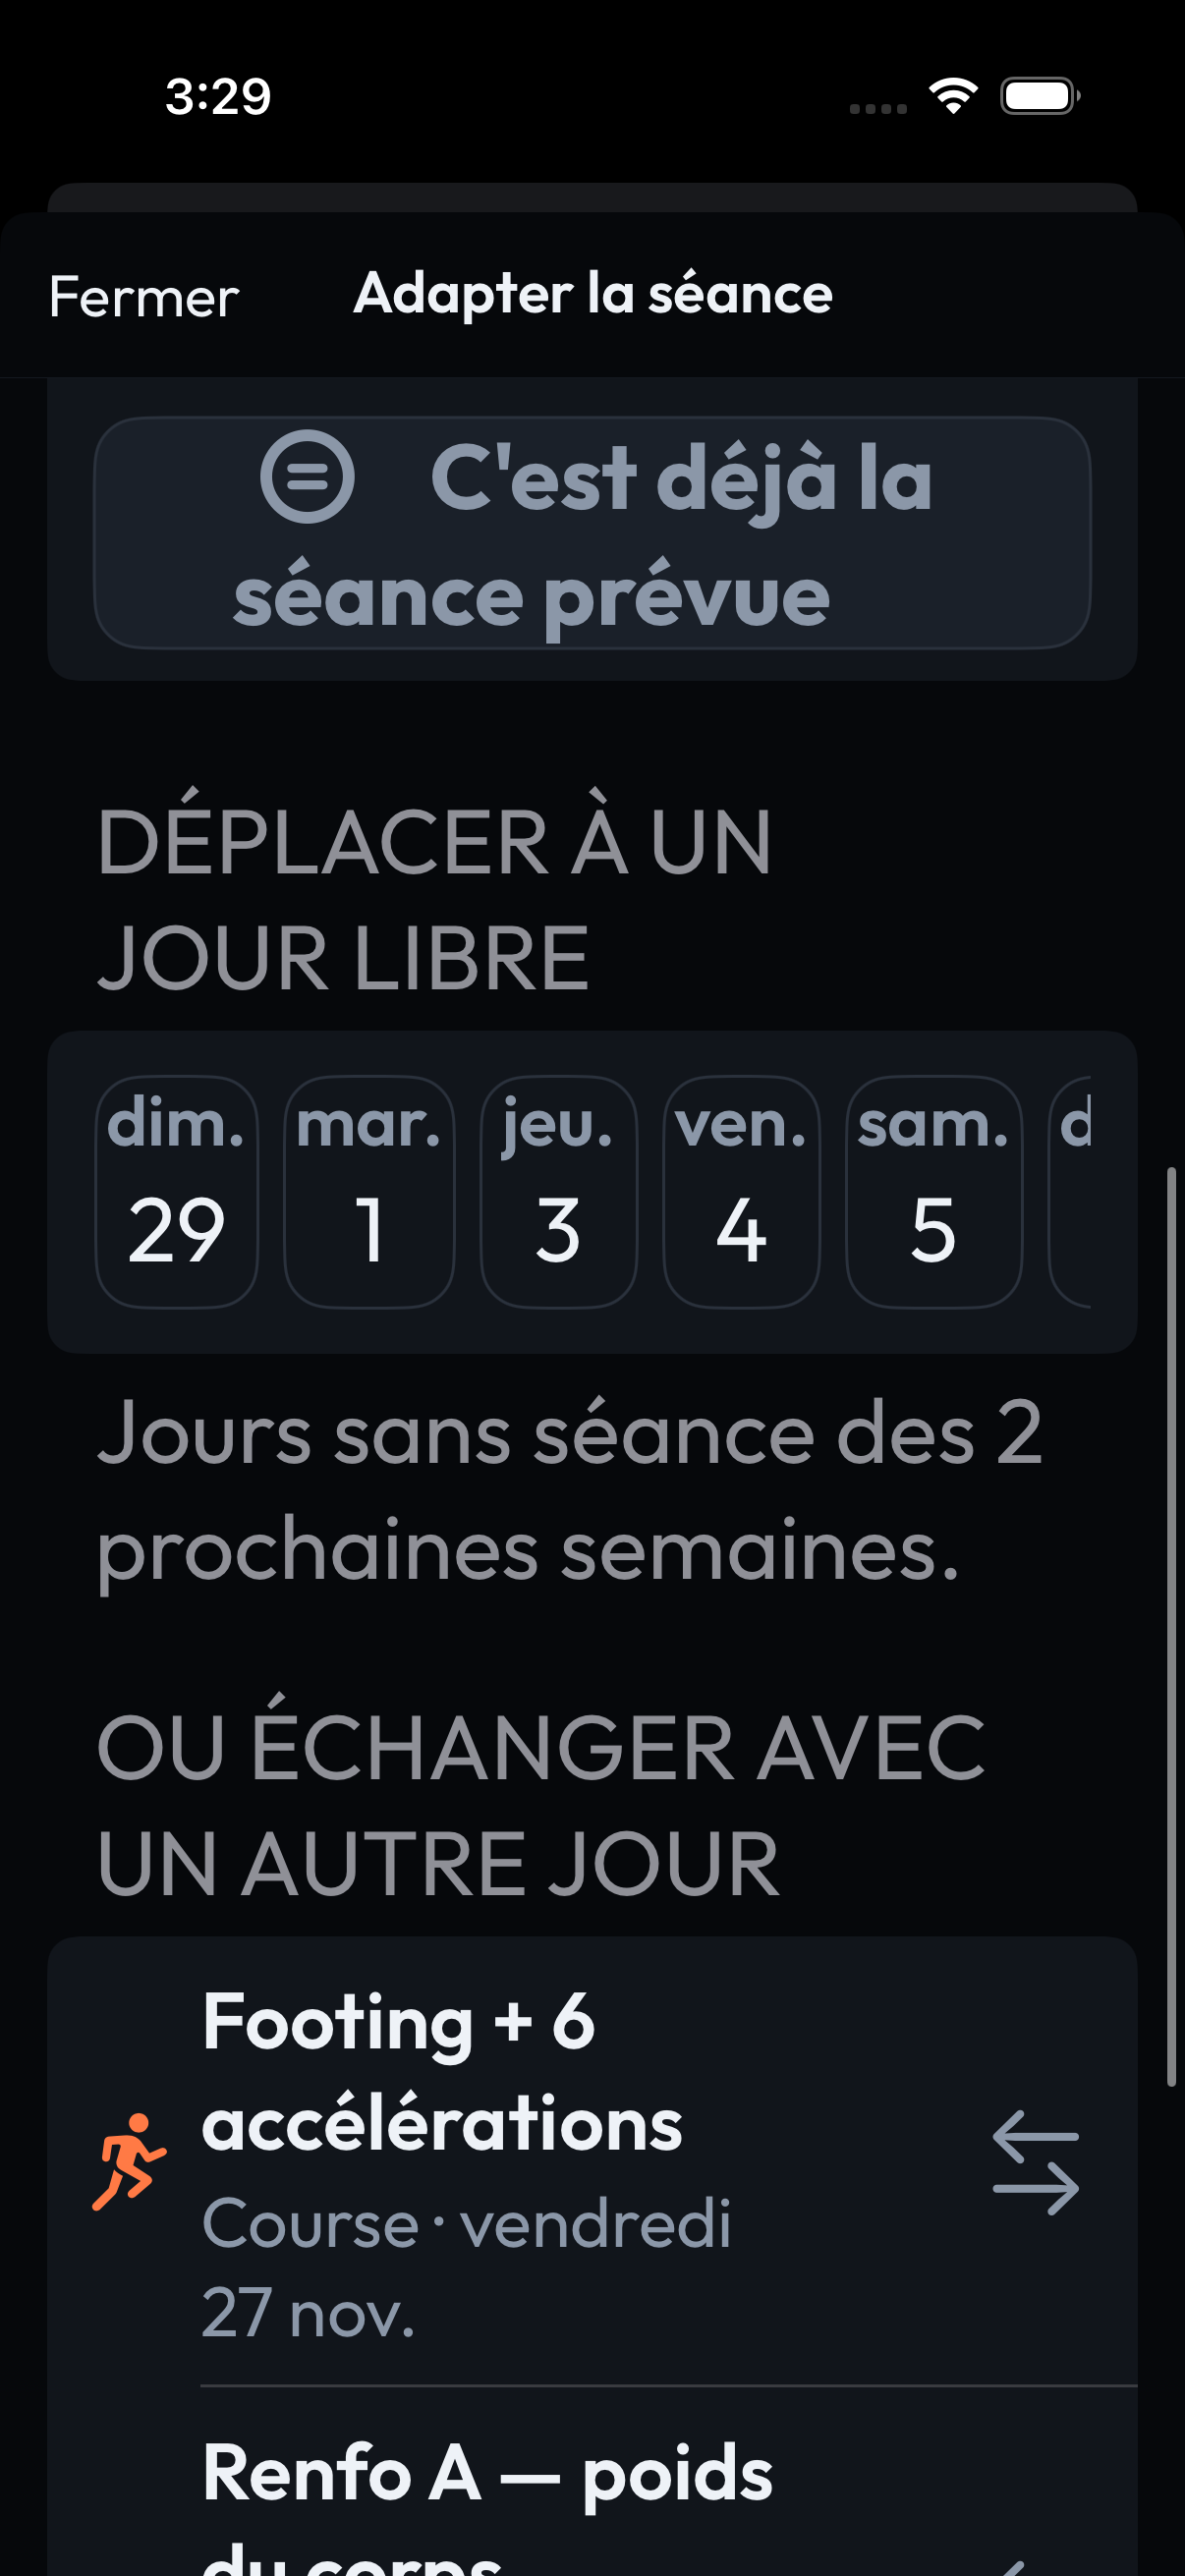 3:29
Fermer
Adapter la séance
C'est déjà la
séance prévue
DÉPLACER À UN
JOUR LIBRE
dim. mar. jeu. ven. sam.
29 1 3 4 5
Jours sans séance des 2
prochaines semaines.
OU ÉCHANGER AVEC
UN AUTRE JOUR
Footing + 6
accélérations
Course · vendredi
27 nov.
Renfo A — poids
du corps